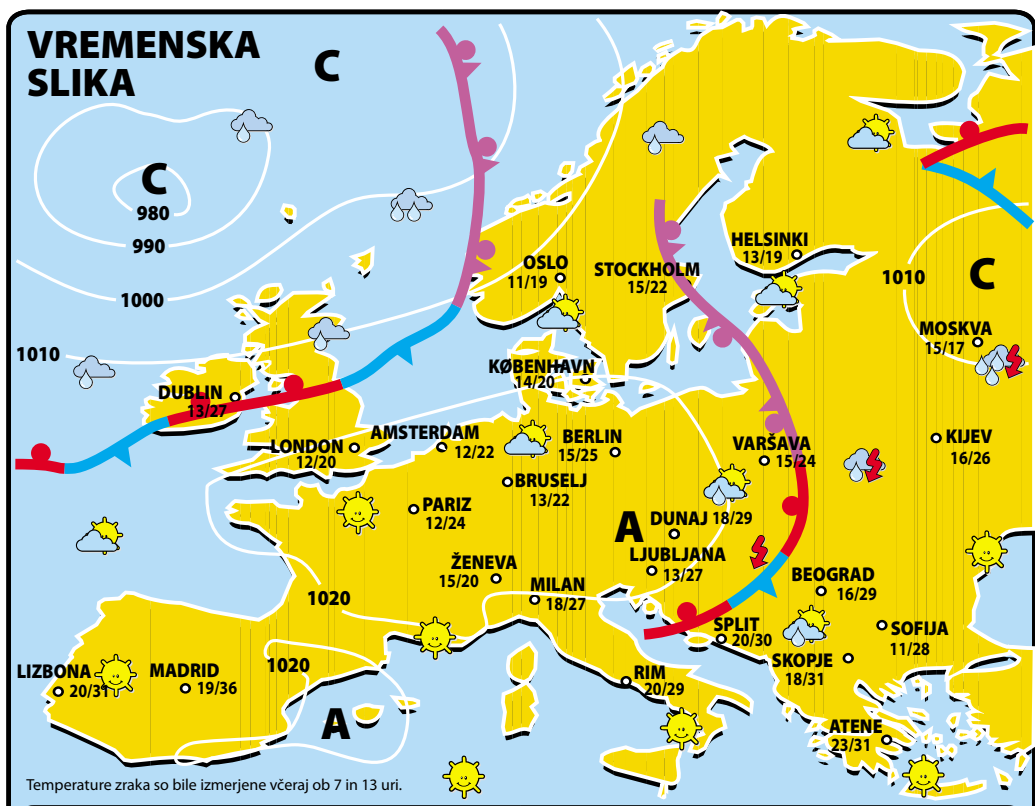 VREMENSKA
SLIKA
C
C
980
990
1000
1010
OSLO
11/19
STOCKHOLM
15/22
HELSINKI
13/19
1010
C
MOSKVA
15/17
DUBLIN
13/27
KØBENHAVN
14/20
LONDON
12/20
AMSTERDAM
12/22
BERLIN
15/25
VARŠAVA
15/24
KIJEV
16/26
BRUSELJ
13/22
PARIZ
12/24
A
DUNAJ 18/29
LJUBLJANA
13/27
ŽENEVA
15/20
MILAN
18/27
BEOGRAD
16/29
1020
SPLIT
20/30
SOFIJA
11/28
SKOPJE
18/31
LIZBONA
20/31
MADRID
19/36
1020
RIM
20/29
A
ATENE
23/31
Temperature zraka so bile izmerjene včeraj ob 7 in 13 uri.